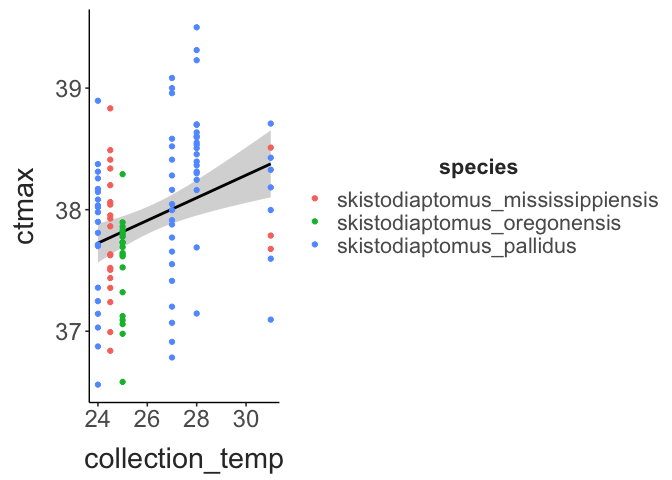 39
38
37
ctmax
24 26 28 30
collection_temp
species
skistodiaptomus_mississippiensis
skistodiaptomus_oregonensis
skistodiaptomus_pallidus